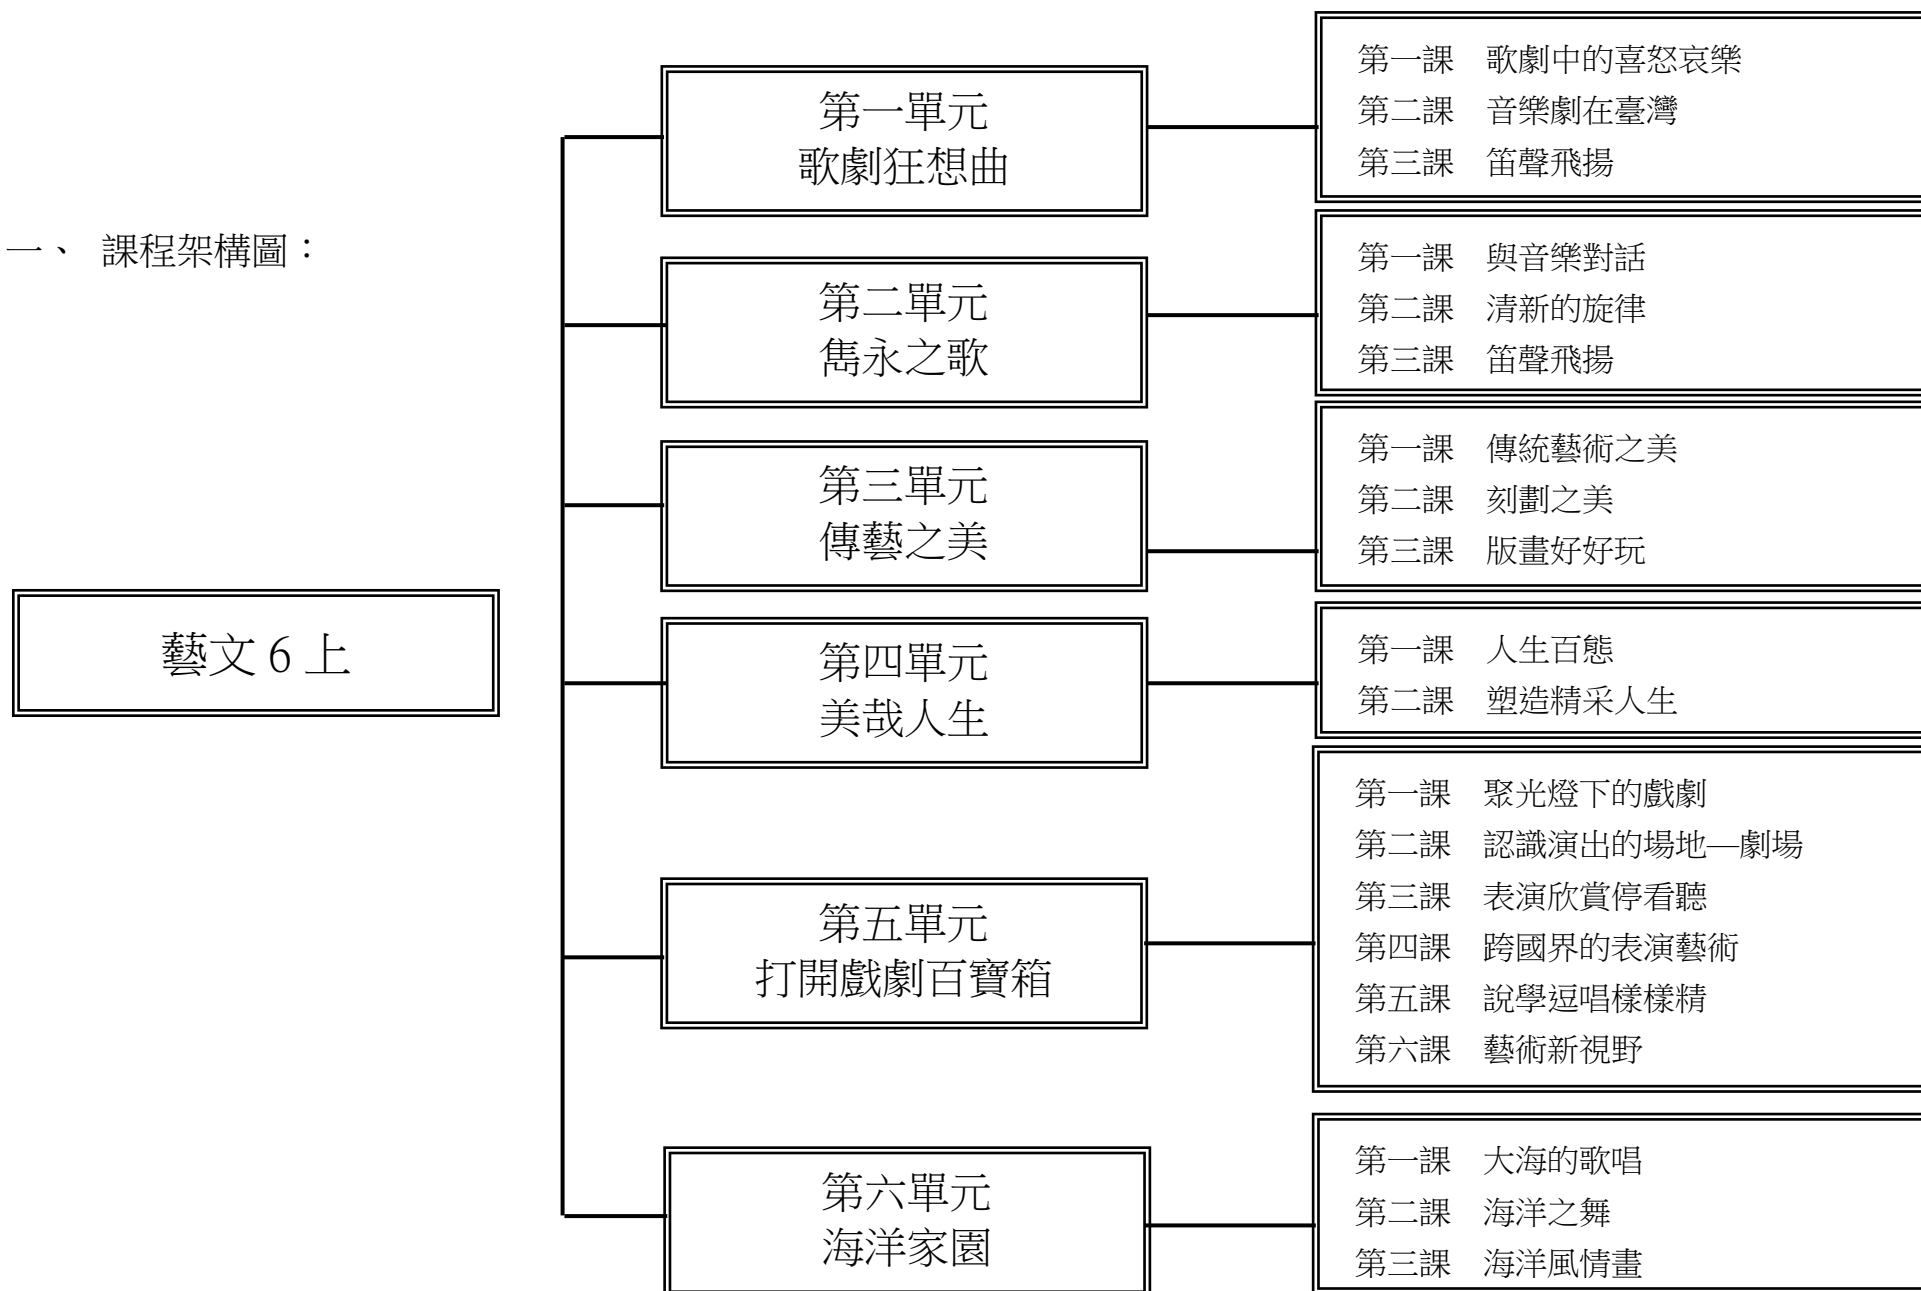 一、 課程架構圖：
藝文 6 上
第一單元
歌劇狂想曲
第一課 歌劇中的喜怒哀樂
第二課 音樂劇在臺灣
第三課 笛聲飛揚
第二單元
雋永之歌
第一課 與音樂對話
第二課 清新的旋律
第三課 笛聲飛揚
第三單元
傳藝之美
第一課 傳統藝術之美
第二課 刻劃之美
第三課 版畫好好玩
第四單元
美哉人生
第一課 人生百態
第二課 塑造精采人生
第五單元
打開戲劇百寶箱
第一課 聚光燈下的戲劇
第二課 認識演出的場地—劇場
第三課 表演欣賞停看聽
第四課 跨國界的表演藝術
第五課 說學逗唱樣樣精
第六課 藝術新視野
第六單元
海洋家園
第一課 大海的歌唱
第二課 海洋之舞
第三課 海洋風情畫